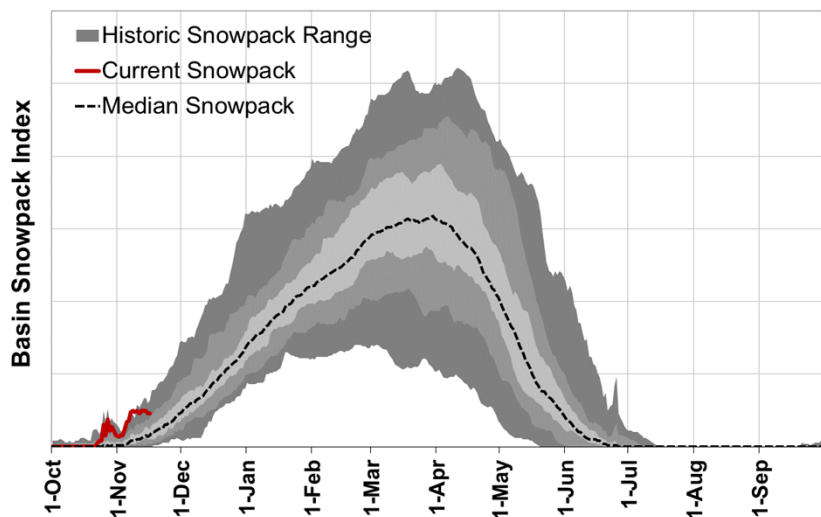 Historic Snowpack Range
Current Snowpack
Median Snowpack
Basin Snowpack Index
1-Oct
1-Nov
1-Dec
1-Jan
1-Feb
1-Mar
1-Apr
1-May
1-Jun
1-Jul
1-Aug
1-Sep